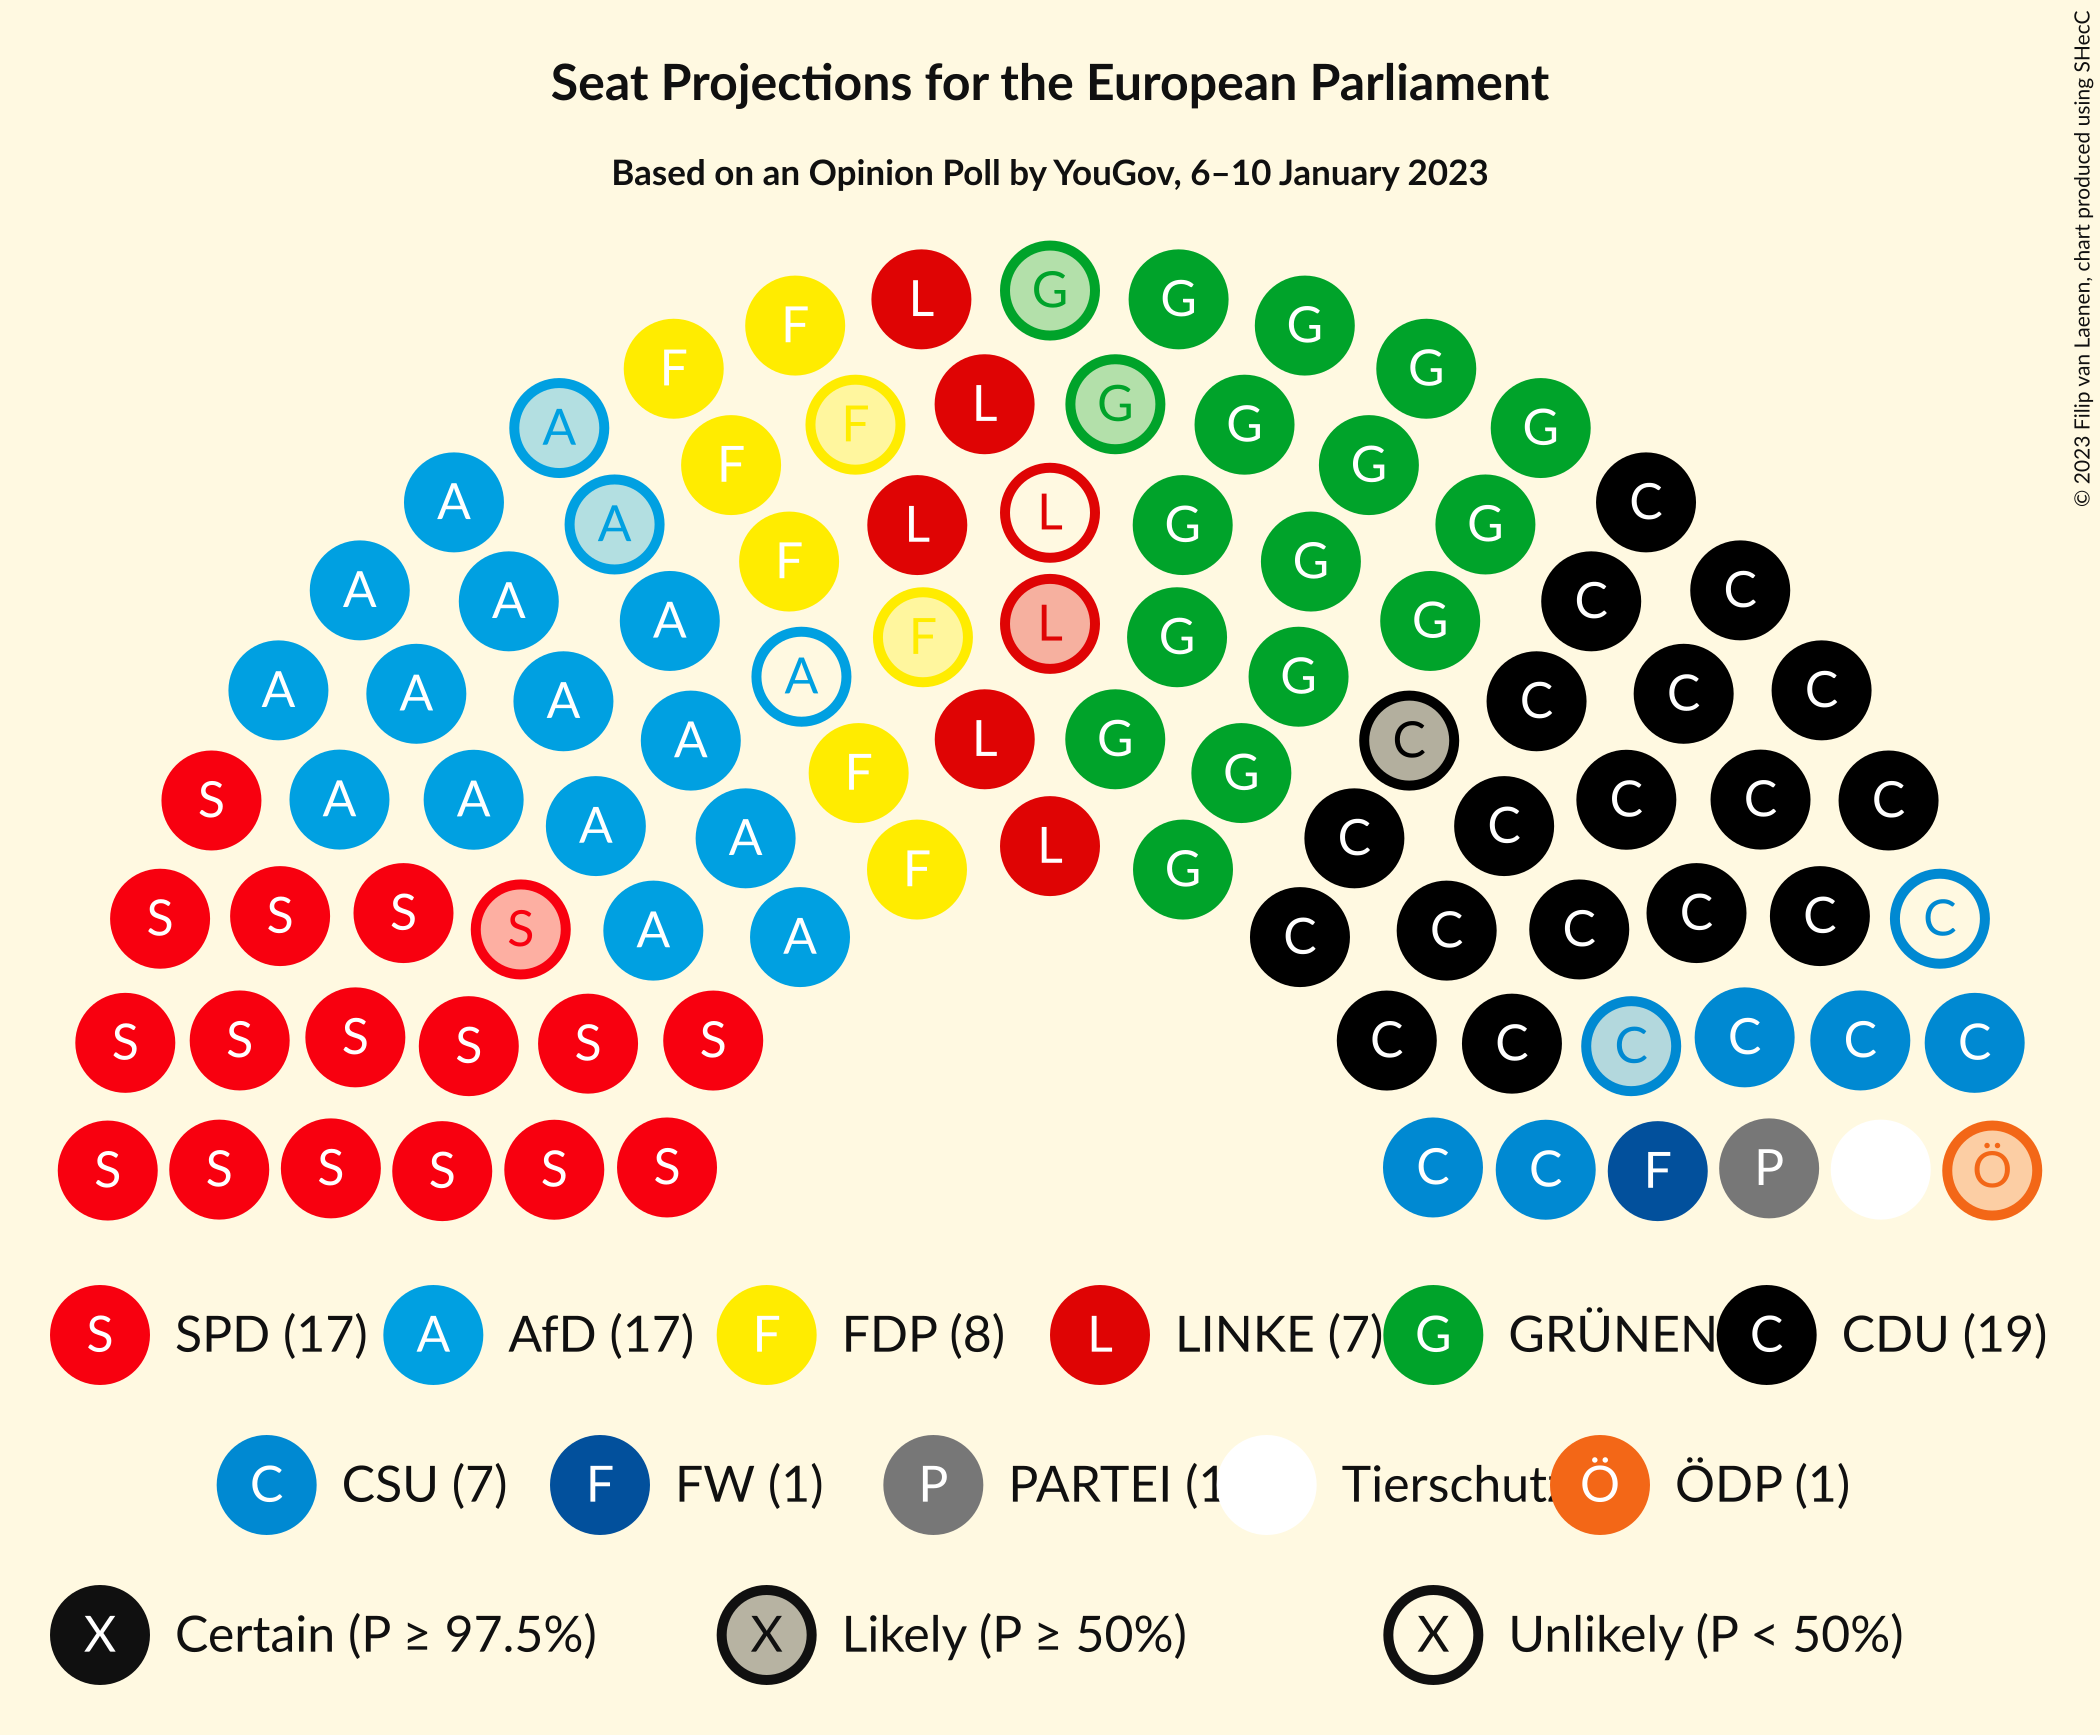 Seat Projections for the European Parliament
Based on an Opinion Poll by YouGov, 6–10 January 2023
© 2023 Filip van Laenen, chart produced using SHecC
L G G G
F F G
A F F L G G G G
A F L L G G G C
A A A F F L G G G C C
A A A A A F L G G C C C C
S A A A A F L G C C C C C
S S S S A A C C C C C C
S S S S S S C C C C C C
S S S S S S C C F P Ö
S SPD (17) A AfD (17) F FDP (8) L LINKE (7) G GRÜNEN C CDU (19)
C CSU (7) F FW (1) P PARTEI (1 Tierschutz Ö ÖDP (1)
X Certain (P ≥ 97.5%) X Likely (P ≥ 50%) X Unlikely (P < 50%)